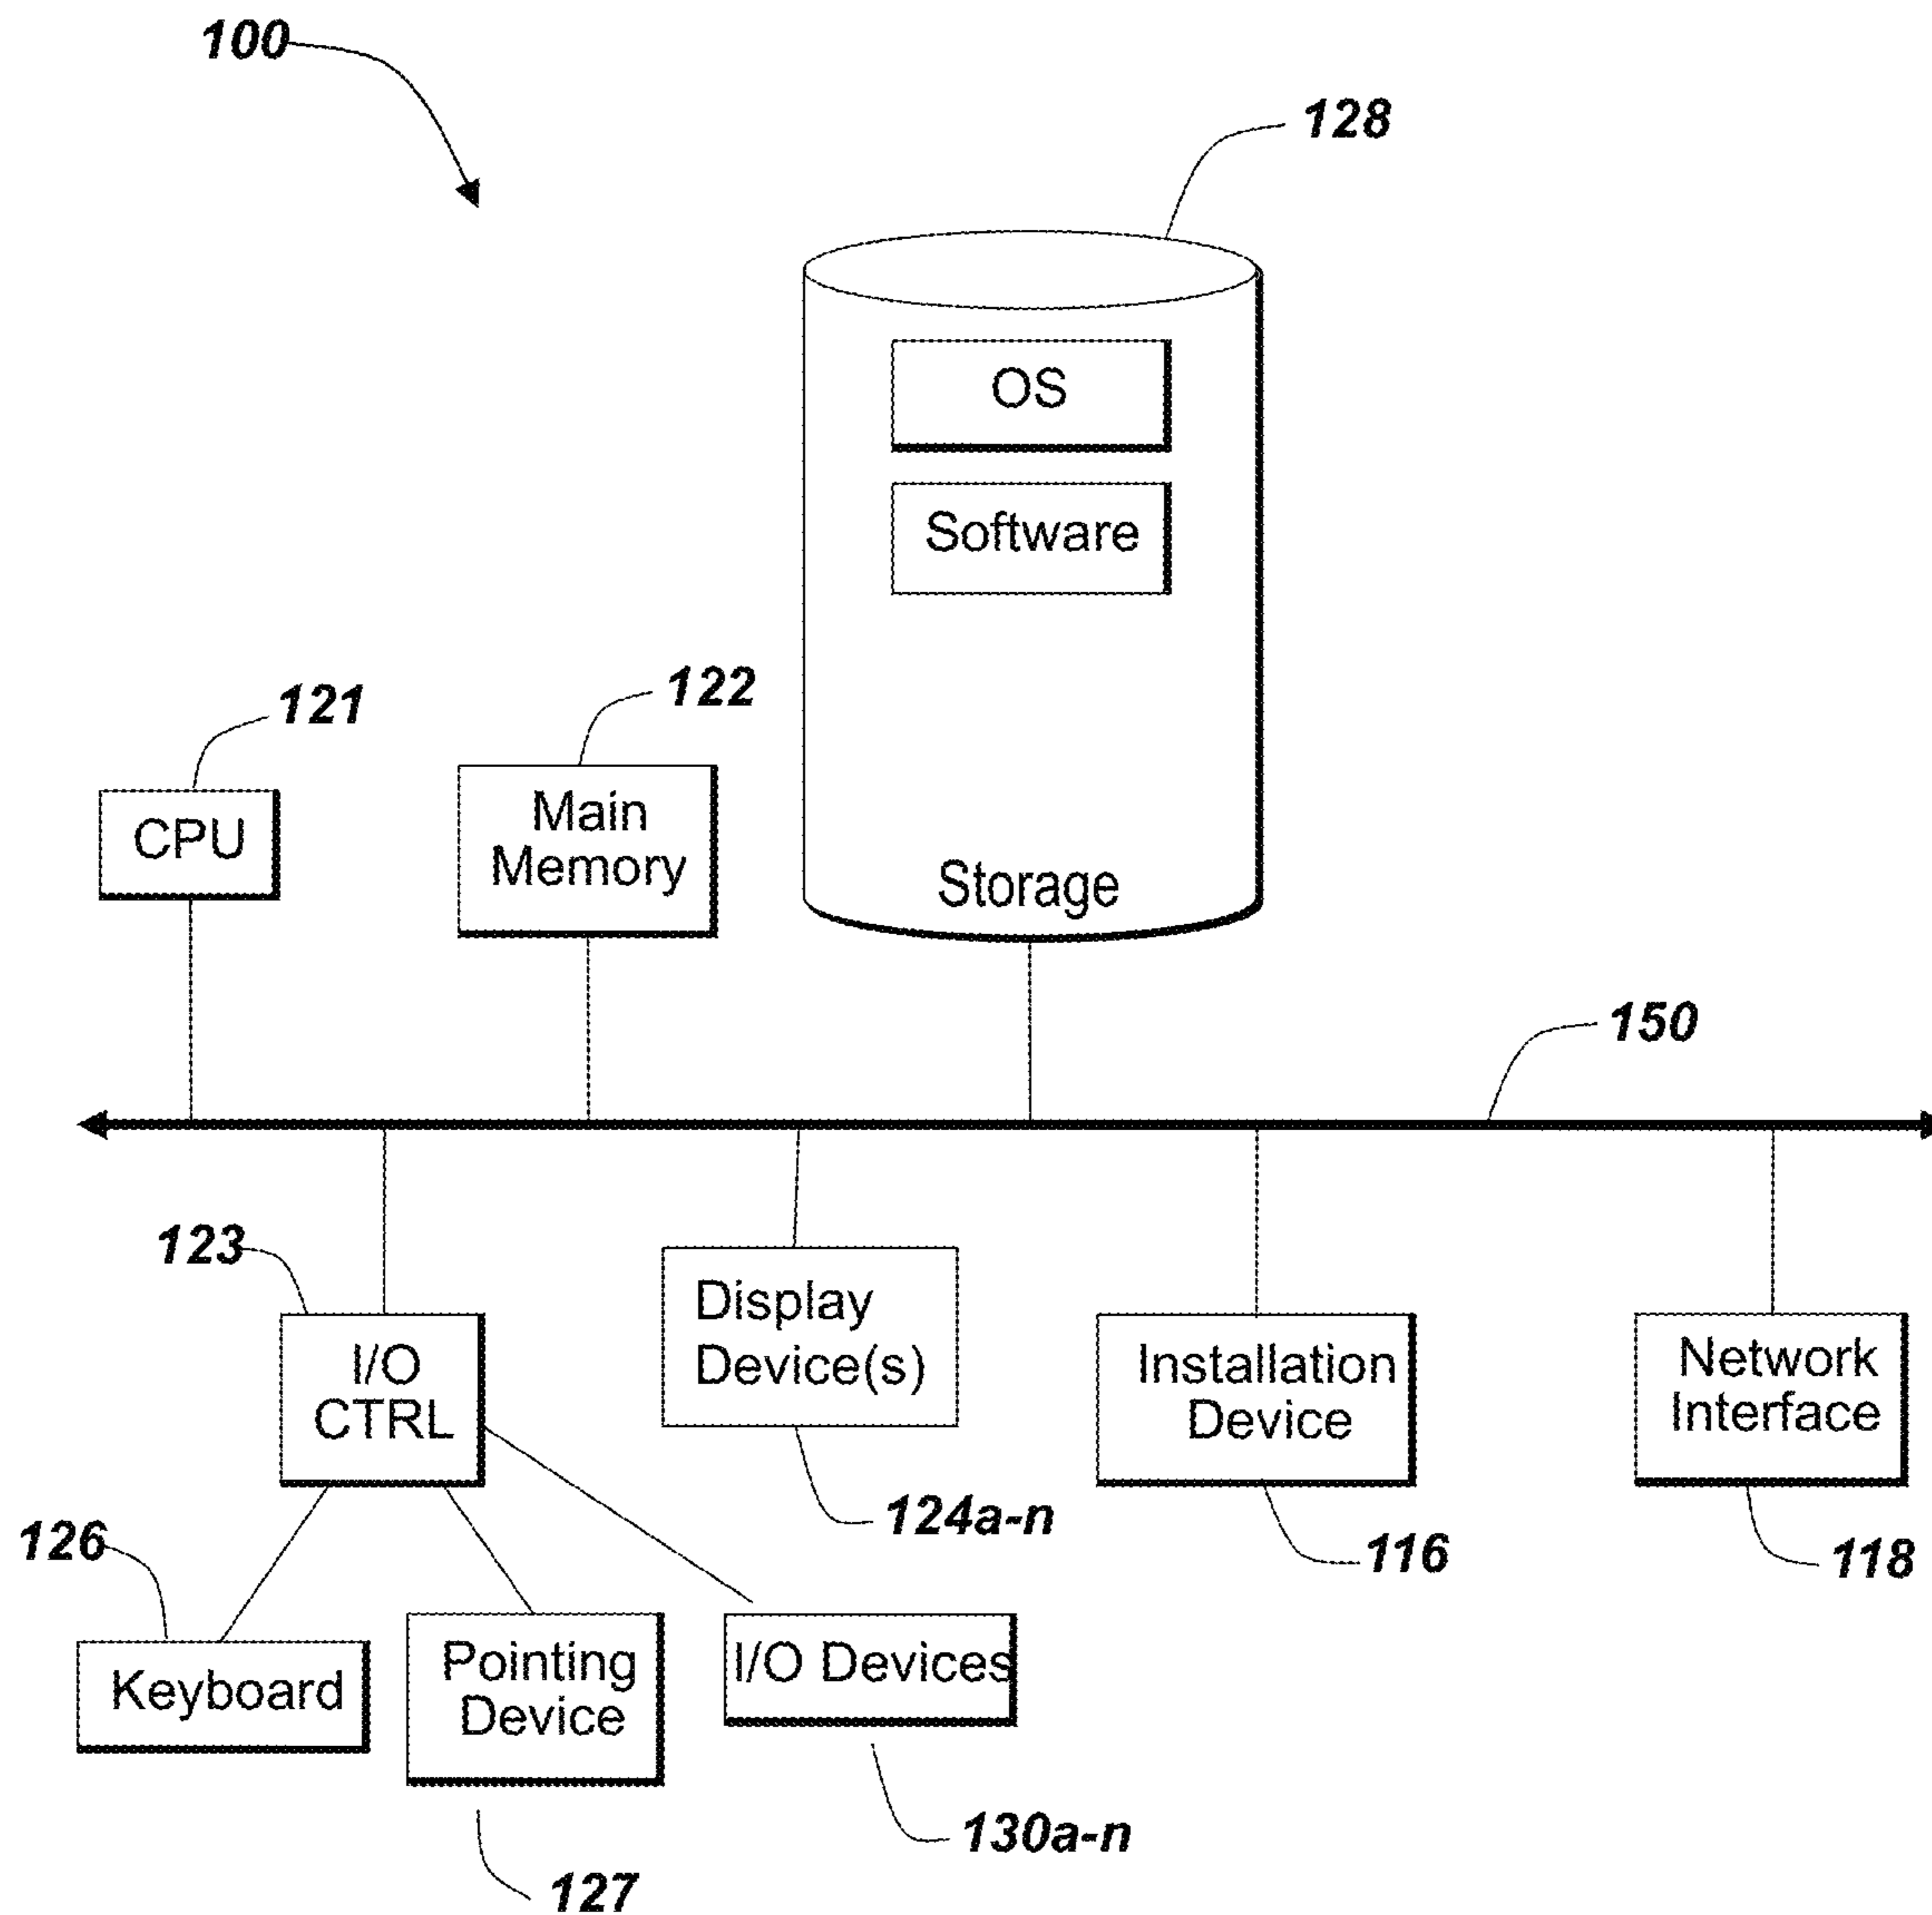 100
128
OS
Software
121
122
CPU
Main
Memory
Storage
150
123
I/O
CTRL
Display
Device(s)
Installation
Device
Network
Interface
124a-n
116
118
126
Keyboard
Pointing
Device
I/O Devices
130a-n
127